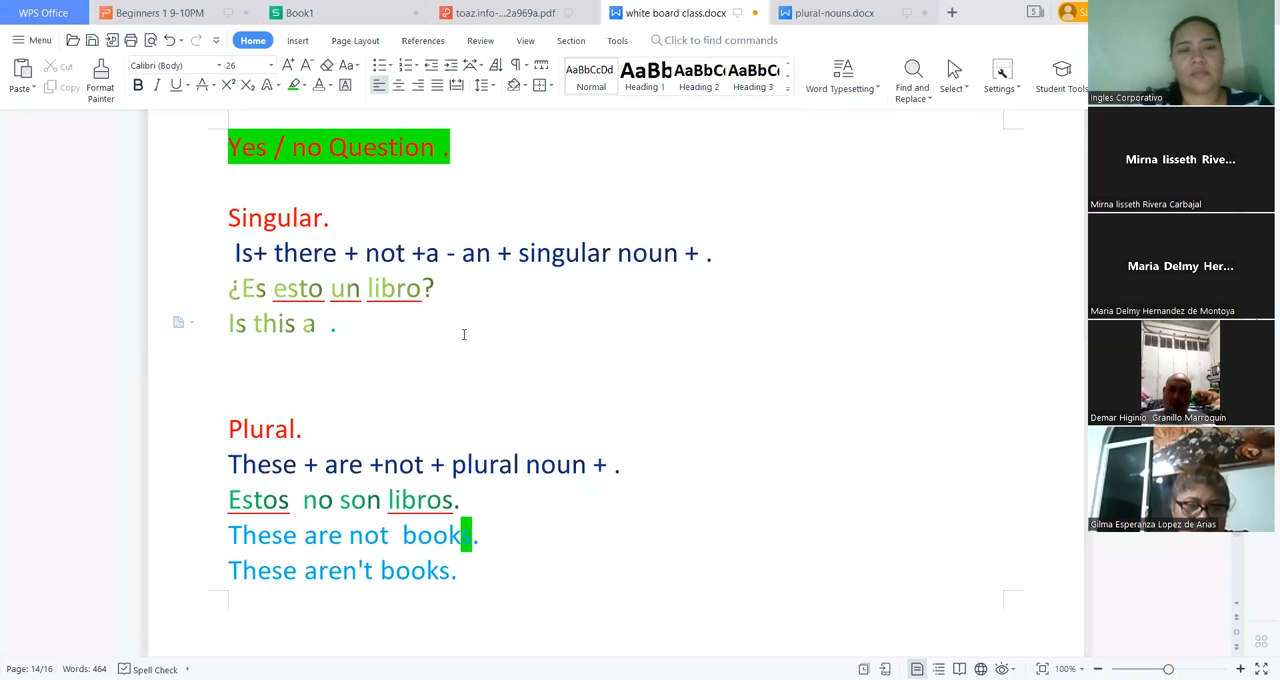 WPS Office
Beginners 1 9-10PM
Book1
toaz.info-...2a969a.pdf
white board class.docx
plural-nouns.docx
5
Si
Menu
Home
Insert
Page Layout
References
Review
View
Section
Tools
Click to find commands
Paste
Cut
Copy
Format Painter
Calibri (Body)
26
AaBbCcDd
Normal
AaBb
Heading 1
AaBbC
Heading 2
AaBbC
Heading 3
Word Typesetting
Find and Replace
Select
Settings
Student Tools
Yes / no Question .
Singular.
Is+ there + not +a - an + singular noun + .
¿Es esto un libro?
Is this a .
Plural.
These + are +not + plural noun + .
Estos no son libros.
These are not books.
These aren't books.
Ingles Corporativo
Mirna lisseth Rive...
Mirna lisseth Rivera Carbajal
Maria Delmy Her...
Maria Delmy Hernandez de Montoya
Demar Higinio Granillo Marroquín
Gilma Esperanza Lopez de Arias
Page: 14/16
Words: 464
Spell Check
100%